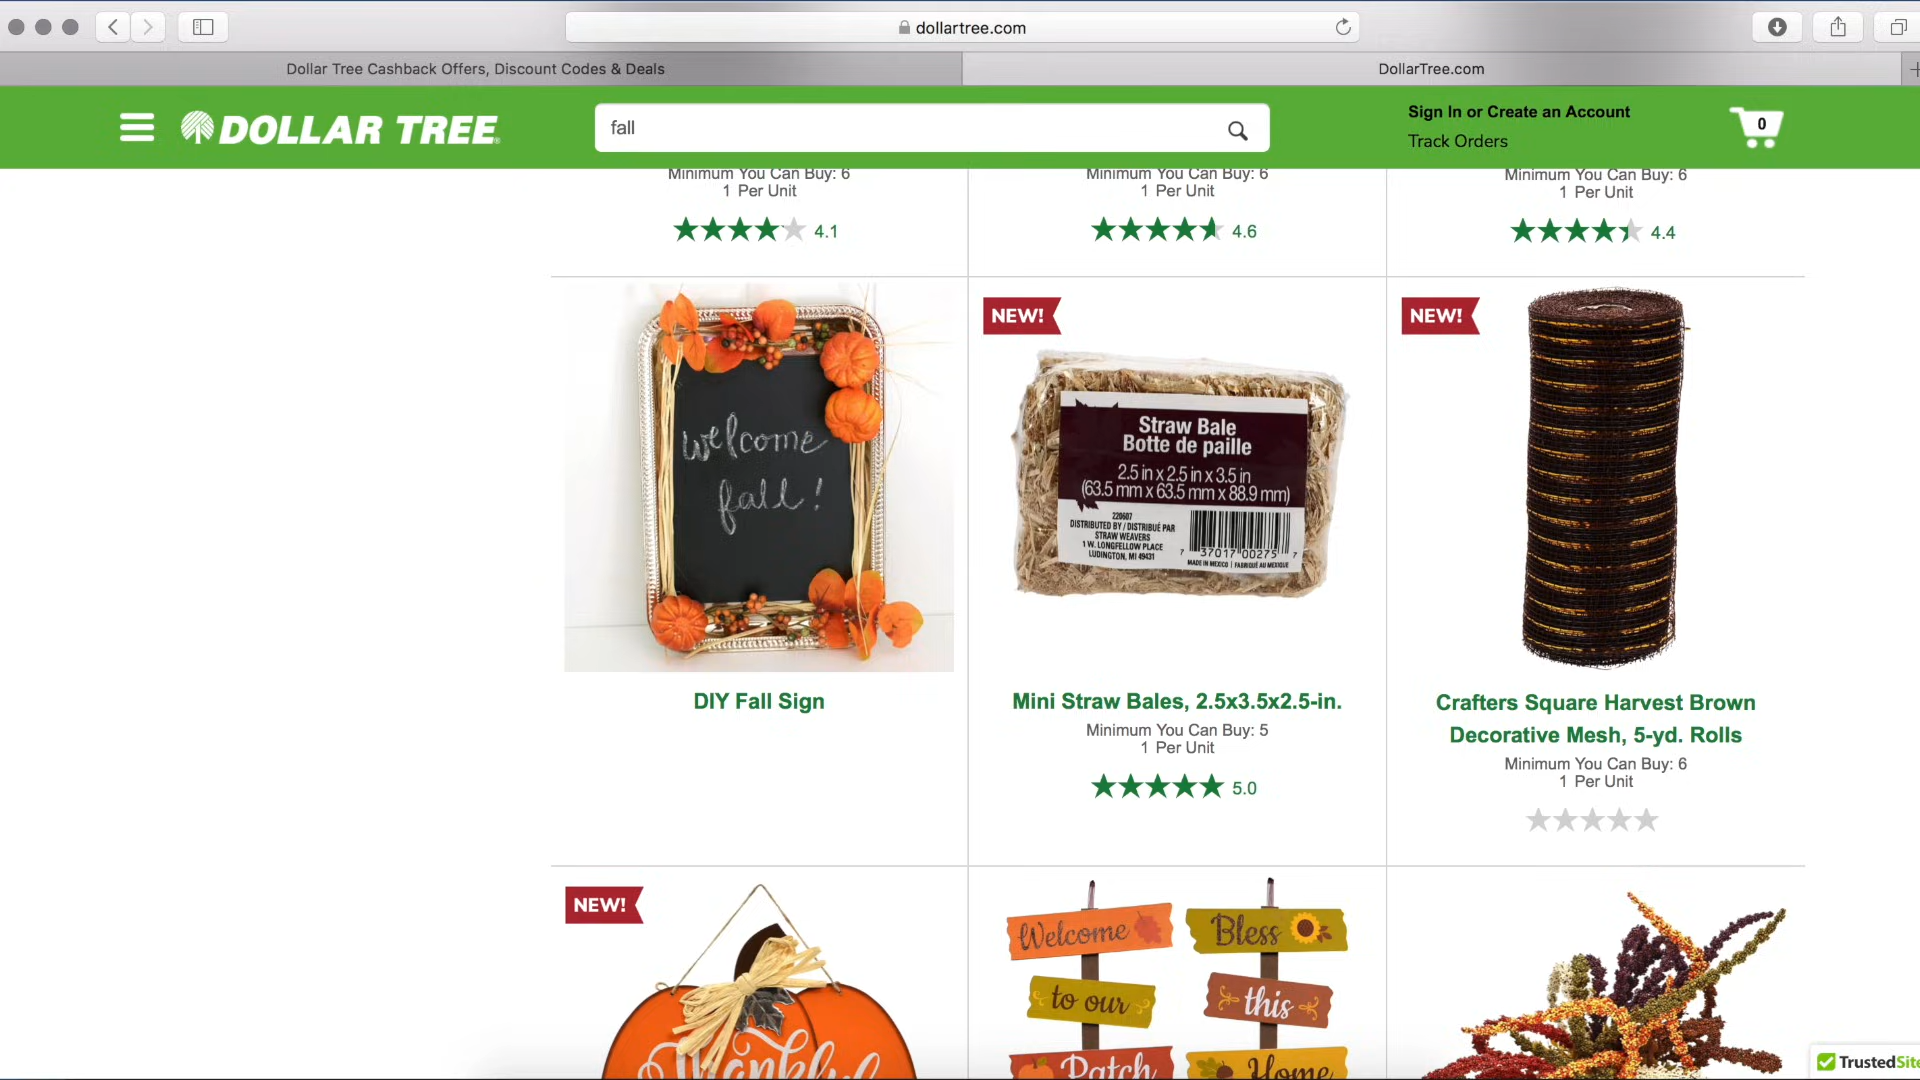 dollartree.com
Dollar Tree Cashback Offers, Discount Codes & Deals
DollarTree.com
DOLLAR TREE
fall
Sign In or Create an Account
Track Orders
0
Minimum You Can Buy: 6
1 Per Unit
4.1
Minimum You Can Buy: 6
1 Per Unit
4.6
Minimum You Can Buy: 6
1 Per Unit
4.4
welcome
fall!
DIY Fall Sign
NEW!
Straw Bale
Botte de paille
2.5 in x 2.5 in x 3.5 in
(63.5 mm x 63.5 mm x 88.9 mm)
220607
DISTRIBUTED BY / DISTRIBUÉ PAR
STRAW WEAVERS
1 W. LONGFELLOW PLACE
LUDINGTON, MI 49431
7 37017 00275 7
MADE IN MEXICO | FABRIQUÉ AU MEXIQUE
Mini Straw Bales, 2.5x3.5x2.5-in.
Minimum You Can Buy: 5
1 Per Unit
5.0
NEW!
Crafters Square Harvest Brown
Decorative Mesh, 5-yd. Rolls
Minimum You Can Buy: 6
1 Per Unit
NEW!
Thankful
Welcome
to our
Patch
Bless
this
Home
TrustedSite